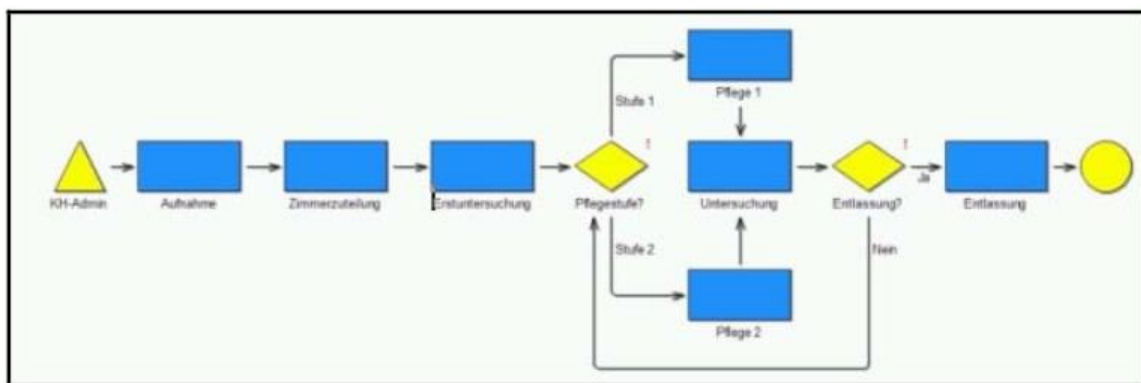 Pflege 1
Stufe 1
!
!
Ja
KH-Admin
Aufnahme
Zimmerzuteilung
Erstuntersuchung
Pflegestufe?
Untersuchung
Entlassung?
Entlassung
Stufe 2
Nein
Pflege 2